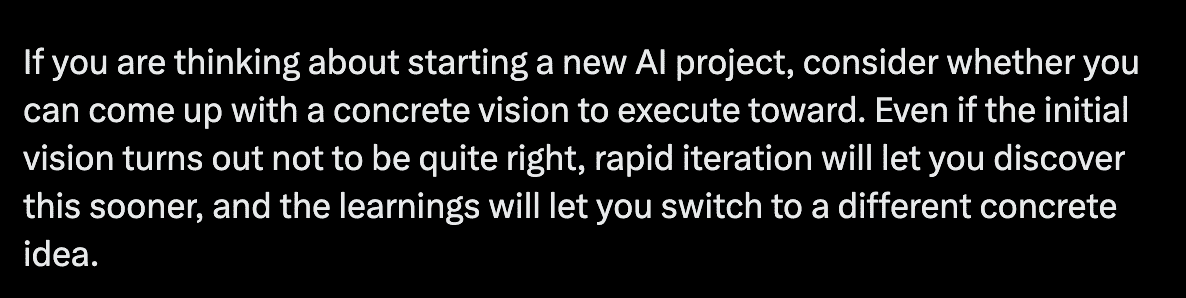 If you are thinking about starting a new AI project, consider whether you
can come up with a concrete vision to execute toward. Even if the initial
vision turns out not to be quite right, rapid iteration will let you discover
this sooner, and the learnings will let you switch to a different concrete
idea.